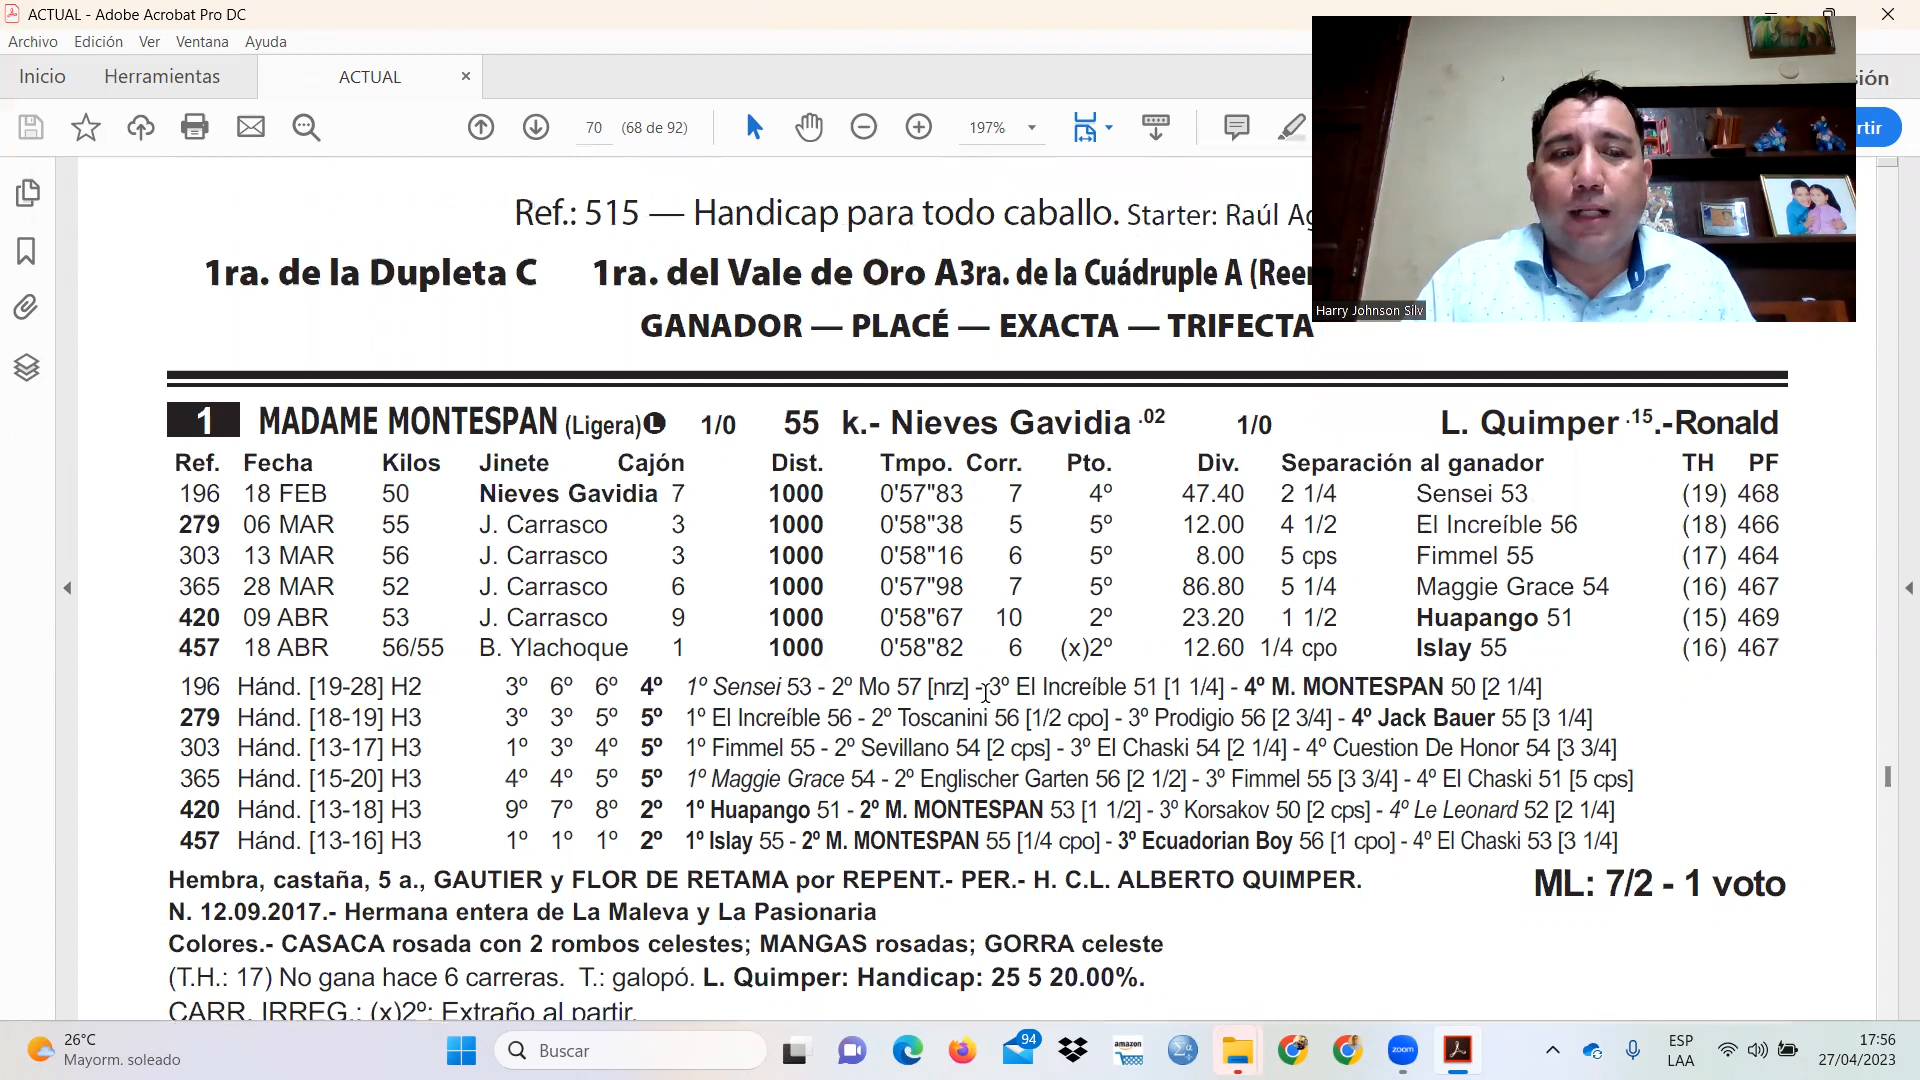 ACTUAL - Adobe Acrobat Pro DC
Archivo Edición Ver Ventana Ayuda
Inicio Herramientas ACTUAL × sión
70 (68 de 92) 197% rtir
Ref.: 515 — Handicap para todo caballo. Starter: Raúl Ag
1ra. de la Dupleta C 1ra. del Vale de Oro A 3ra. de la Cuádruple A (Reen
GANADOR — PLACÉ — EXACTA — TRIFECTA
Harry Johnson Silv
1 MADAME MONTESPAN (Ligera) L 1/0 55 k.- Nieves Gavidia .02 1/0 L. Quimper .15.-Ronald
Ref. Fecha Kilos Jinete Cajón Dist. Tmpo. Corr. Pto. Div. Separación al ganador TH PF
196 18 FEB 50 Nieves Gavidia 7 1000 0'57"83 7 4º 47.40 2 1/4 Sensei 53 (19) 468
279 06 MAR 55 J. Carrasco 3 1000 0'58"38 5 5º 12.00 4 1/2 El Increíble 56 (18) 466
303 13 MAR 56 J. Carrasco 3 1000 0'58"16 6 5º 8.00 5 cps Fimmel 55 (17) 464
365 28 MAR 52 J. Carrasco 6 1000 0'57"98 7 5º 86.80 5 1/4 Maggie Grace 54 (16) 467
420 09 ABR 53 J. Carrasco 9 1000 0'58"67 10 2º 23.20 1 1/2 Huapango 51 (15) 469
457 18 ABR 56/55 B. Ylachoque 1 1000 0'58"82 6 (x)2º 12.60 1/4 cpo Islay 55 (16) 467
196 Hánd. [19-28] H2 3º 6º 6º 4º 1º Sensei 53 - 2º Mo 57 [nrz] - 3º El Increíble 51 [1 1/4] - 4º M. MONTESPAN 50 [2 1/4]
279 Hánd. [18-19] H3 3º 3º 5º 5º 1º El Increíble 56 - 2º Toscanini 56 [1/2 cpo] - 3º Prodigio 56 [2 3/4] - 4º Jack Bauer 55 [3 1/4]
303 Hánd. [13-17] H3 1º 3º 4º 5º 1º Fimmel 55 - 2º Sevillano 54 [2 cps] - 3º El Chaski 54 [2 1/4] - 4º Cuestion De Honor 54 [3 3/4]
365 Hánd. [15-20] H3 4º 4º 5º 5º 1º Maggie Grace 54 - 2º Englischer Garten 56 [2 1/2] - 3º Fimmel 55 [3 3/4] - 4º El Chaski 51 [5 cps]
420 Hánd. [13-18] H3 9º 7º 8º 2º 1º Huapango 51 - 2º M. MONTESPAN 53 [1 1/2] - 3º Korsakov 50 [2 cps] - 4º Le Leonard 52 [2 1/4]
457 Hánd. [13-16] H3 1º 1º 1º 2º 1º Islay 55 - 2º M. MONTESPAN 55 [1/4 cpo] - 3º Ecuadorian Boy 56 [1 cpo] - 4º El Chaski 53 [3 1/4]
Hembra, castaña, 5 a., GAUTIER y FLOR DE RETAMA por REPENT.- PER.- H. C.L. ALBERTO QUIMPER. ML: 7/2 - 1 voto
N. 12.09.2017.- Hermana entera de La Maleva y La Pasionaria
Colores.- CASACA rosada con 2 rombos celestes; MANGAS rosadas; GORRA celeste
(T.H.: 17) No gana hace 6 carreras. T.: galopó. L. Quimper: Handicap: 25 5 20.00%.
CARR. IRREG.: (x)2º: Extraño al partir.
26°C
Mayorm. soleado
Buscar
94
amazon
zoom
ESP
LAA
17:56
27/04/2023